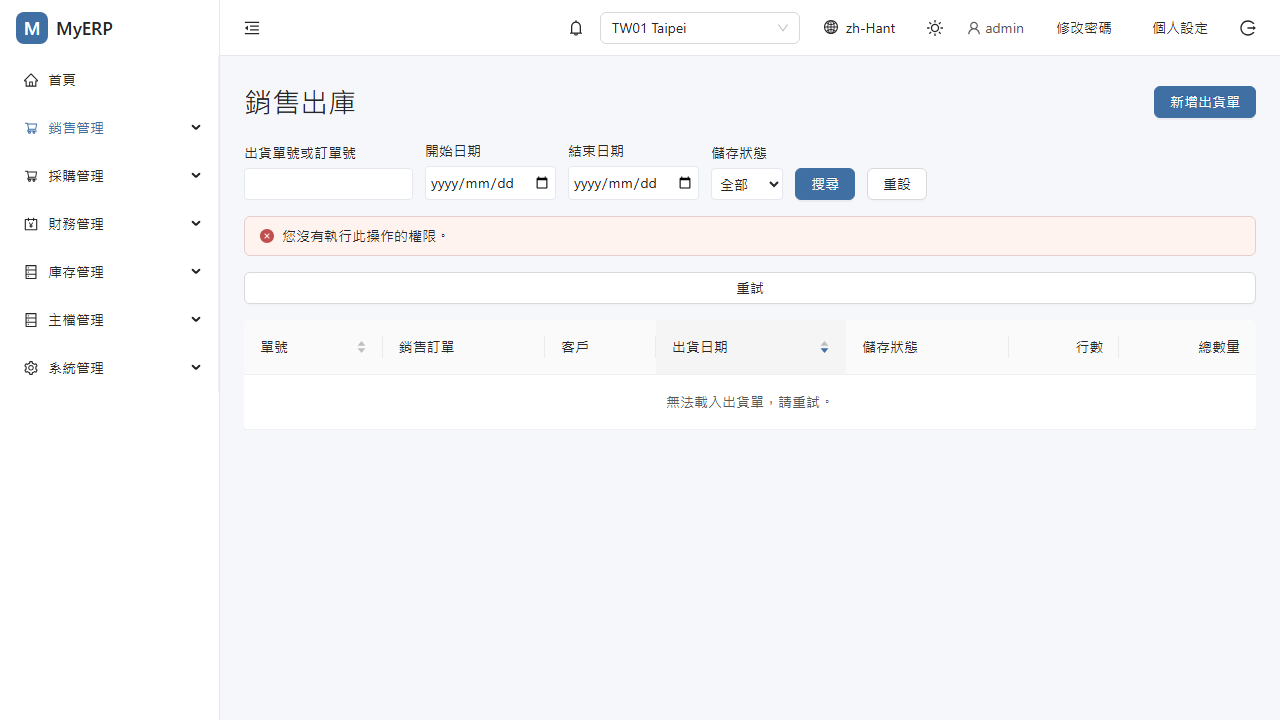 M MyERP
TW01 Taipei
zh-Hant
admin
修改密碼
個人設定
首頁
銷售管理
採購管理
財務管理
庫存管理
主檔管理
系統管理
銷售出庫
新增出貨單
出貨單號或訂單號
開始日期
結束日期
儲存狀態
yyyy/mm/dd
yyyy/mm/dd
全部
搜尋
重設
您沒有執行此操作的權限。
重試
單號 銷售訂單 客戶 出貨日期 儲存狀態 行數 總數量
無法載入出貨單，請重試。